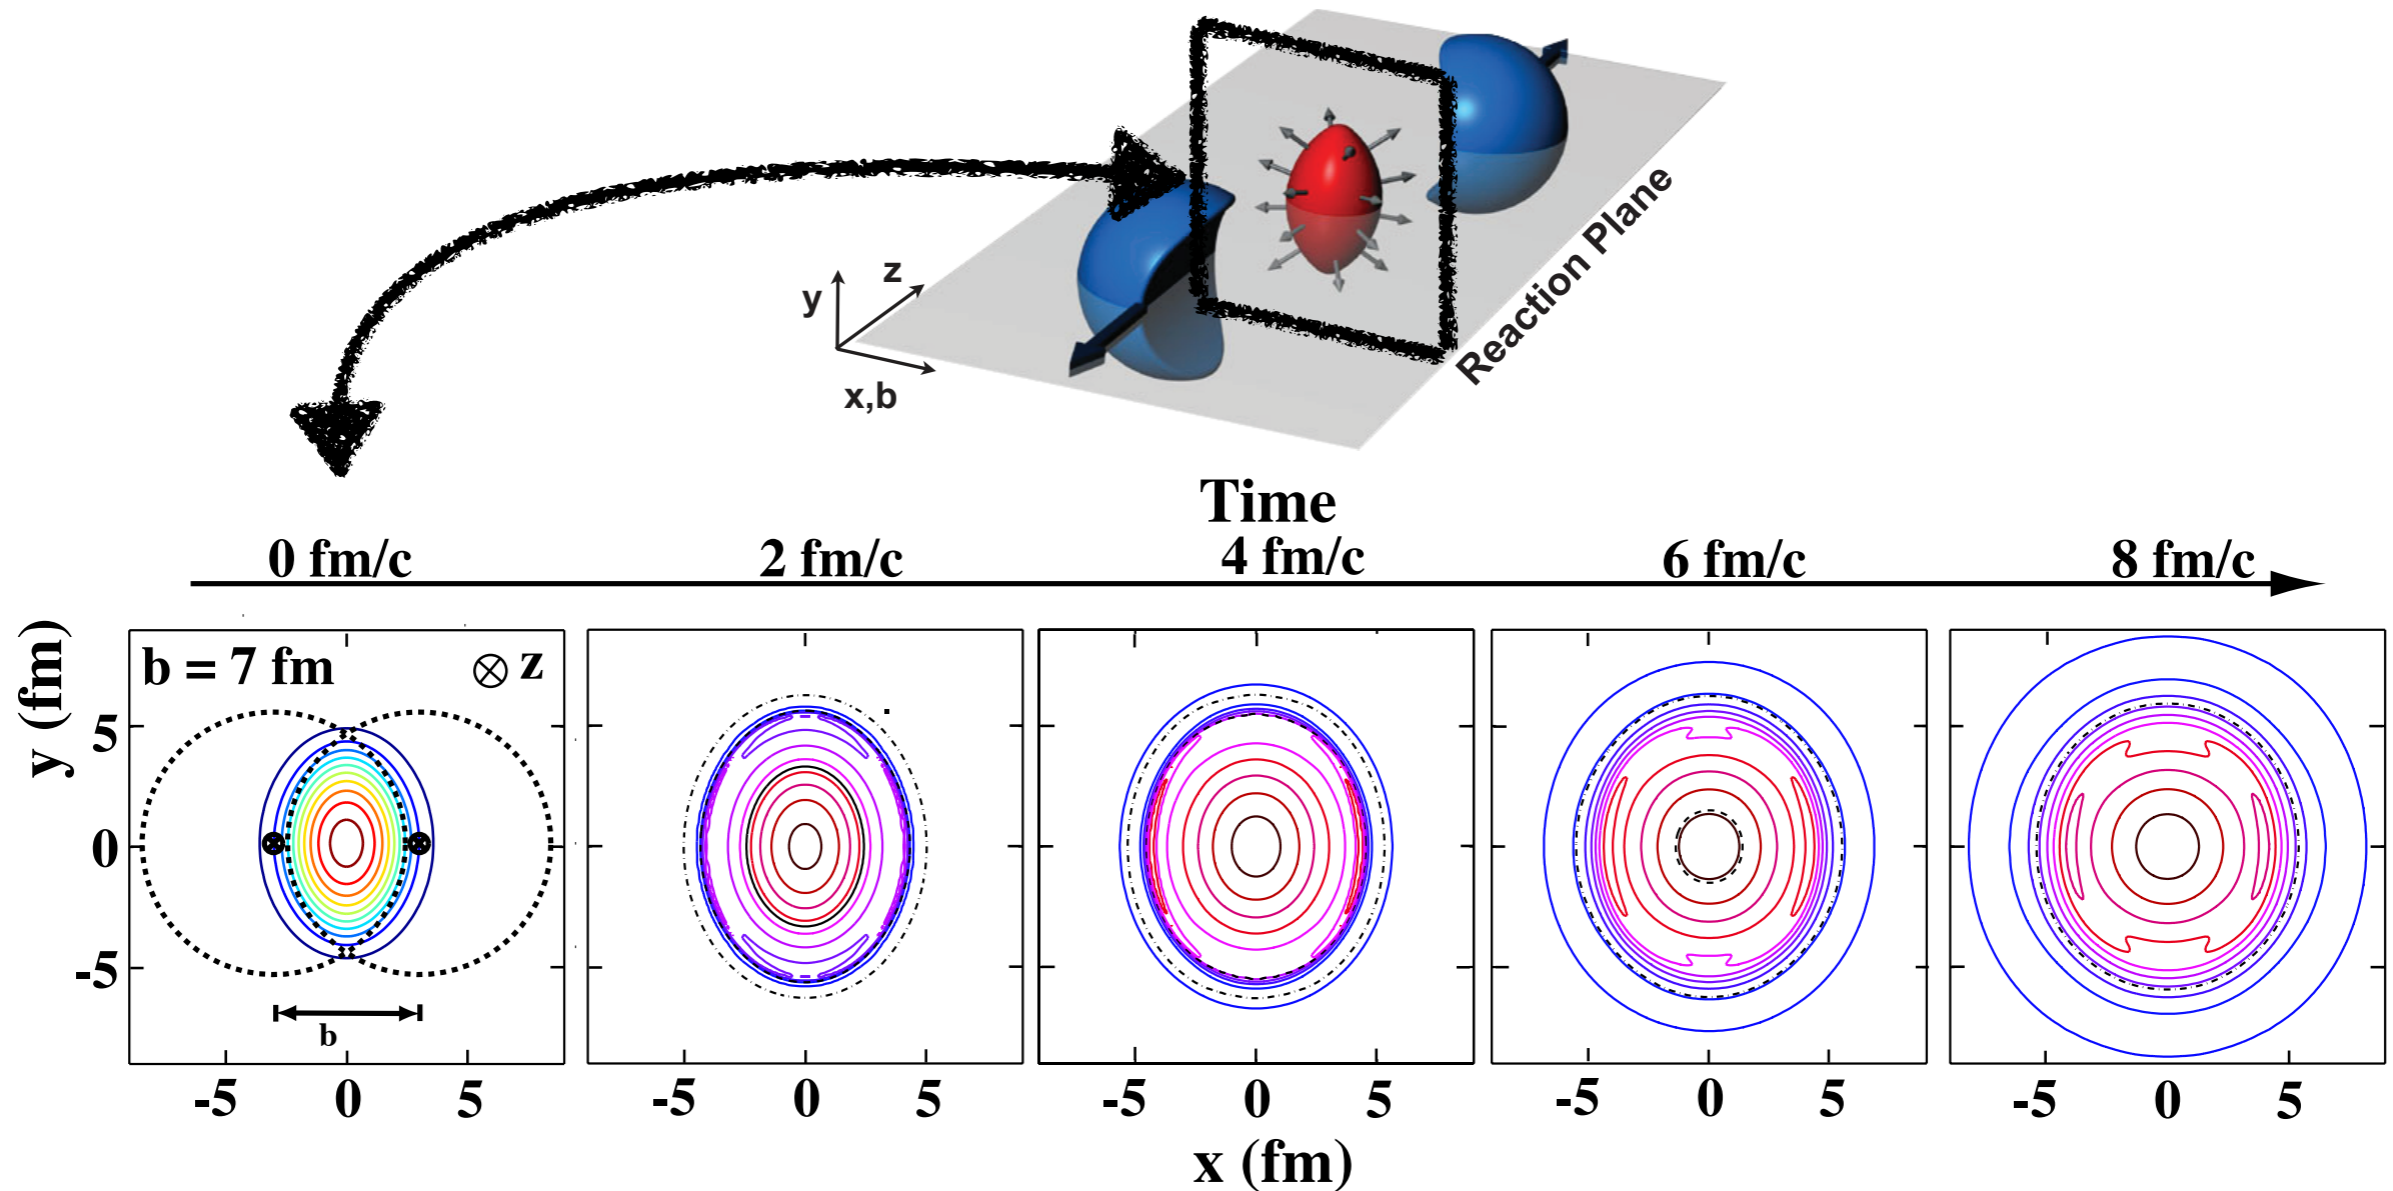 y
z
x,b
Reaction Plane
Time
0 fm/c 2 fm/c 4 fm/c 6 fm/c 8 fm/c
b = 7 fm
⊗ z
y (fm)
5
0
-5
b
-5 0 5
-5 0 5
-5 0 5
-5 0 5
-5 0 5
x (fm)